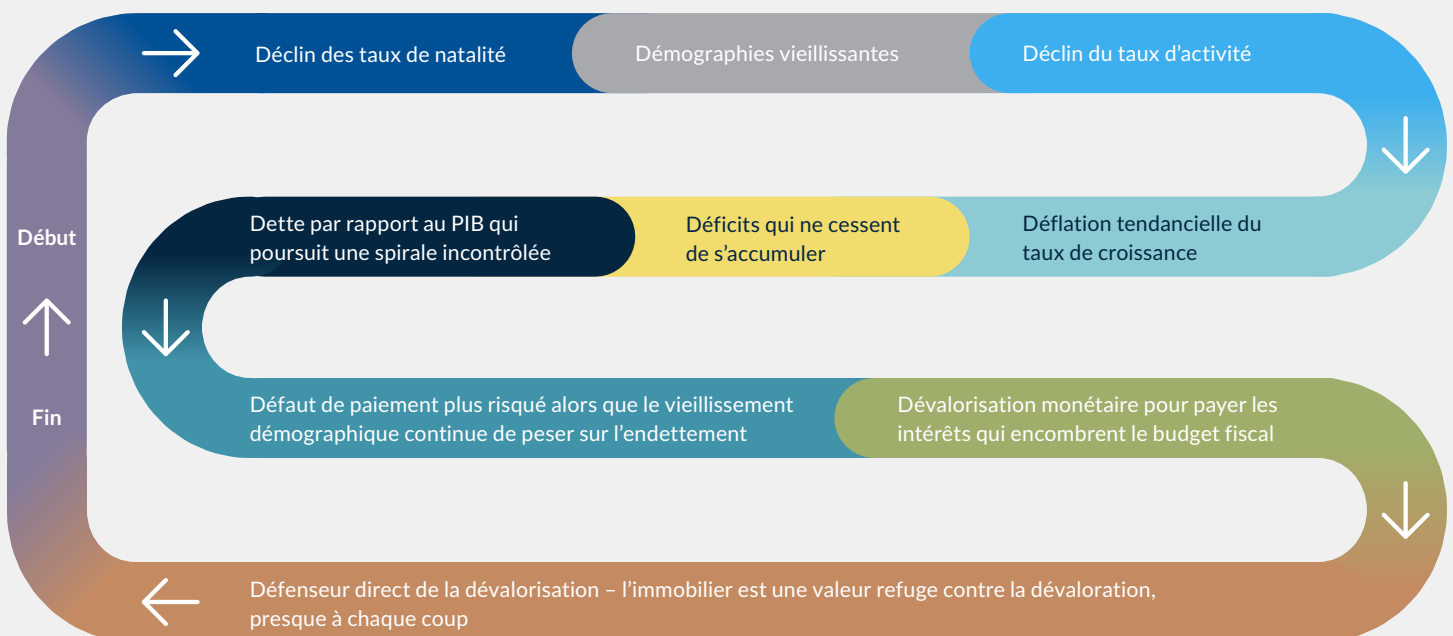 Déclin des taux de natalité
Démographies vieillissantes
Déclin du taux d’activité
Début
Déflation tendancielle du
taux de croissance
Déficits qui ne cessent
de s’accumuler
Dette par rapport au PIB qui
poursuit une spirale incontrôlée
Défaut de paiement plus risqué alors que le vieillissement
démographique continue de peser sur l’endettement
Dévalorisation monétaire pour payer les
intérêts qui encombrent le budget fiscal
Défenseur direct de la dévalorisation – l’immobilier est une valeur refuge contre la dévaloration,
presque à chaque coup
Fin